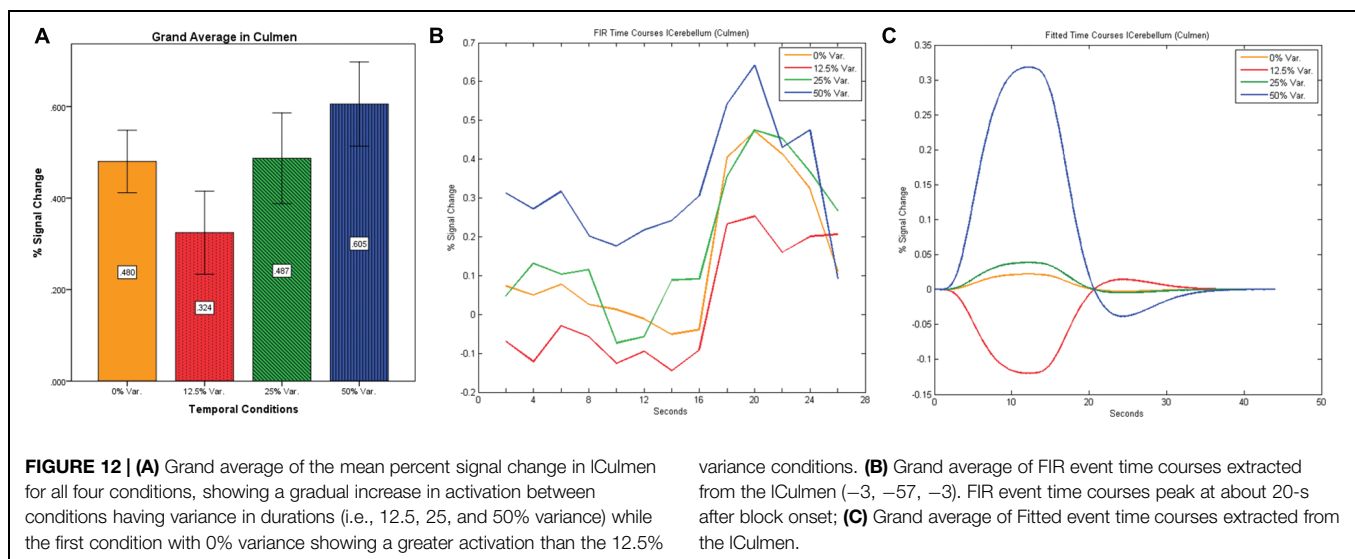 A
Grand Average in Culmen
% Signal Change
.600
.400
.200
.000
.480
.324
.487
.605
0% Var.
12.5% Var.
25% Var.
50% Var.
Temporal Conditions
B
FIR Time Courses lCerebellum (Culmen)
% Signal Change
0.7
0.6
0.5
0.4
0.3
0.2
0.1
0
-0.1
-0.2
0% Var.
12.5% Var.
25% Var.
50% Var.
0
4
8
12
16
20
24
28
Seconds
C
Fitted Time Courses lCerebellum (Culmen)
% Signal Change
0.35
0.3
0.25
0.2
0.15
0.1
0.05
0
-0.05
-0.1
-0.15
0% Var.
12.5% Var.
25% Var.
50% Var.
0
10
20
30
40
50
Seconds
FIGURE 12 | (A) Grand average of the mean percent signal change in lCulmen
for all four conditions, showing a gradual increase in activation between
conditions having variance in durations (i.e., 12.5, 25, and 50% variance) while
the first condition with 0% variance showing a greater activation than the 12.5%
variance conditions. (B) Grand average of FIR event time courses extracted
from the lCulmen (−3, −57, −3). FIR event time courses peak at about 20-s
after block onset; (C) Grand average of Fitted event time courses extracted from
the lCulmen.